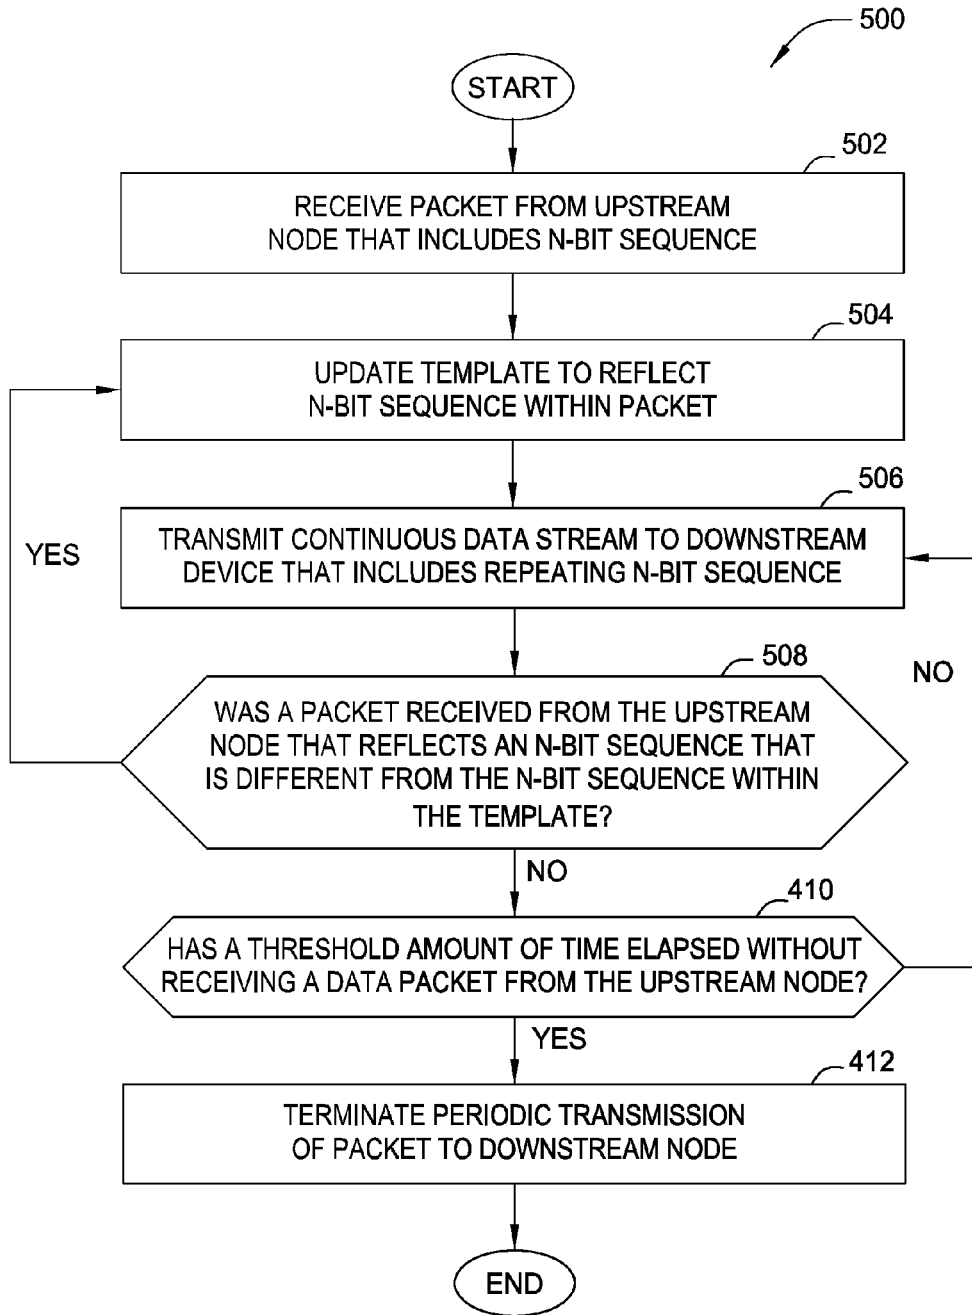 500
START
502
RECEIVE PACKET FROM UPSTREAM
NODE THAT INCLUDES N-BIT SEQUENCE
504
UPDATE TEMPLATE TO REFLECT
N-BIT SEQUENCE WITHIN PACKET
506
TRANSMIT CONTINUOUS DATA STREAM TO DOWNSTREAM
DEVICE THAT INCLUDES REPEATING N-BIT SEQUENCE
YES
508
NO
WAS A PACKET RECEIVED FROM THE UPSTREAM
NODE THAT REFLECTS AN N-BIT SEQUENCE THAT
IS DIFFERENT FROM THE N-BIT SEQUENCE WITHIN
THE TEMPLATE?
NO
410
HAS A THRESHOLD AMOUNT OF TIME ELAPSED WITHOUT
RECEIVING A DATA PACKET FROM THE UPSTREAM NODE?
YES
412
TERMINATE PERIODIC TRANSMISSION
OF PACKET TO DOWNSTREAM NODE
END